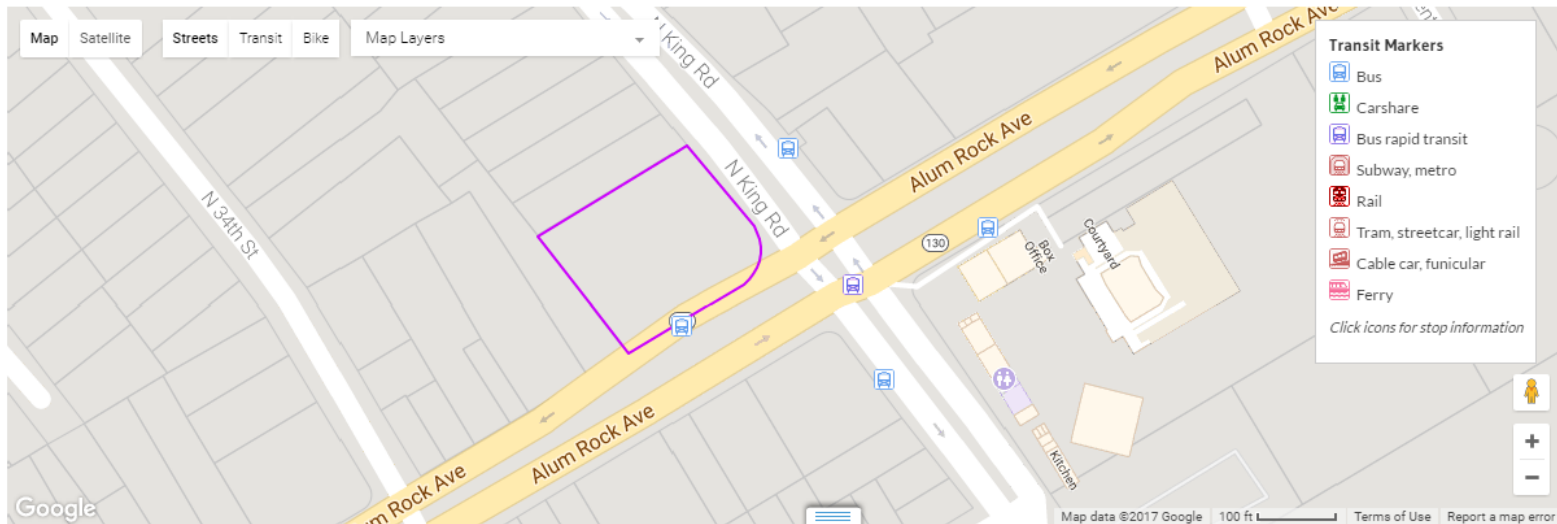 Map
Satellite
Streets
Transit
Bike
Map Layers
N King Rd
Alum Rock Ave
Transit Markers
Bus
Carshare
Bus rapid transit
Subway, metro
Rail
Tram, streetcar, light rail
Cable car, funicular
Ferry
Click icons for stop information
Alum Rock Ave
N King Rd
N 34th St
130
Box
Office
Courtyard
Alum Rock Ave
Kitchen
m Rock Ave
Google
Map data ©2017 Google
100 ft
Terms of Use
Report a map error